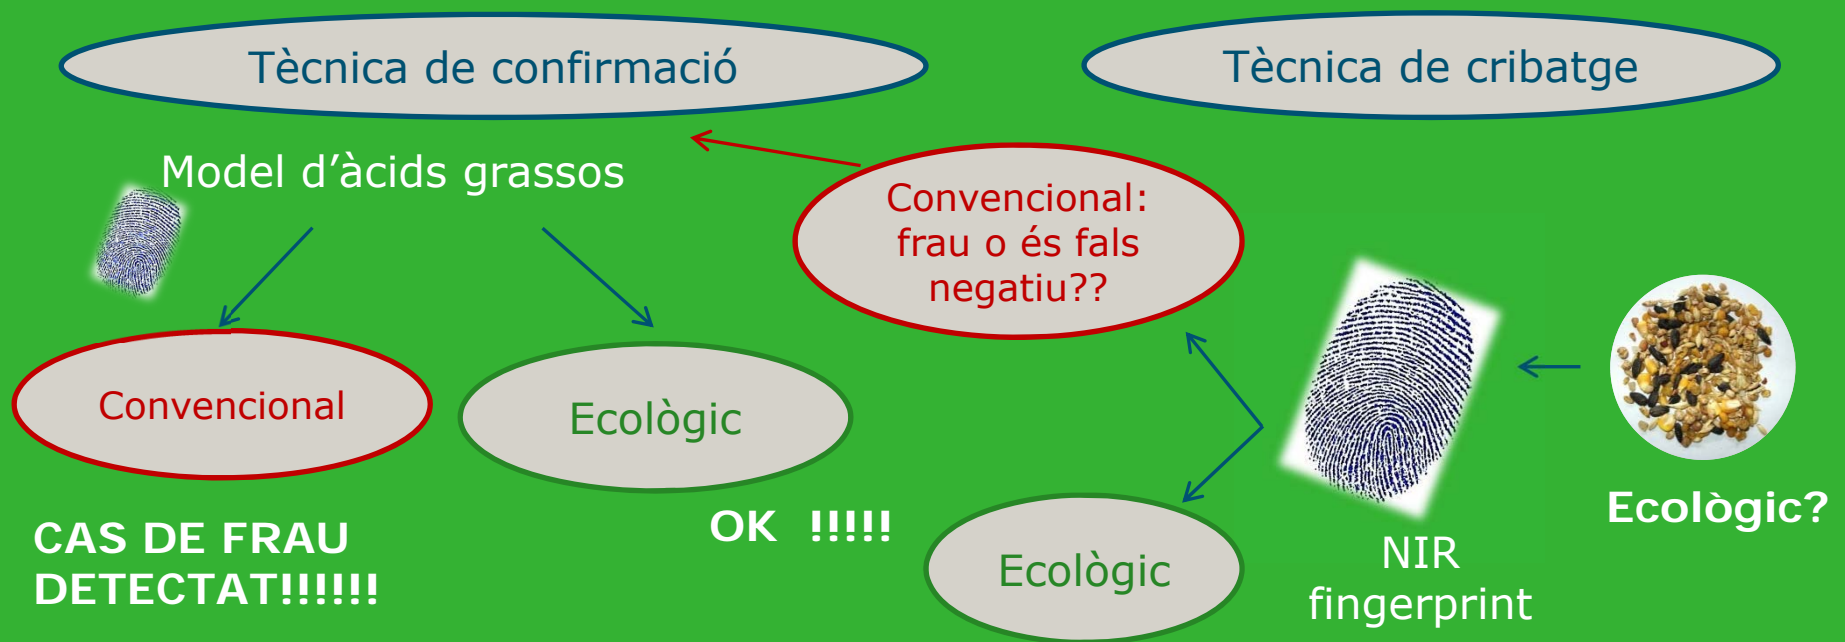 Tècnica de confirmació
Tècnica de cribatge
Model d’àcids grassos
Convencional:
frau o és fals
negatiu??
Convencional
Ecològic
CAS DE FRAU
DETECTAT!!!!!!
OK !!!!!
Ecològic
NIR
fingerprint
Ecològic?